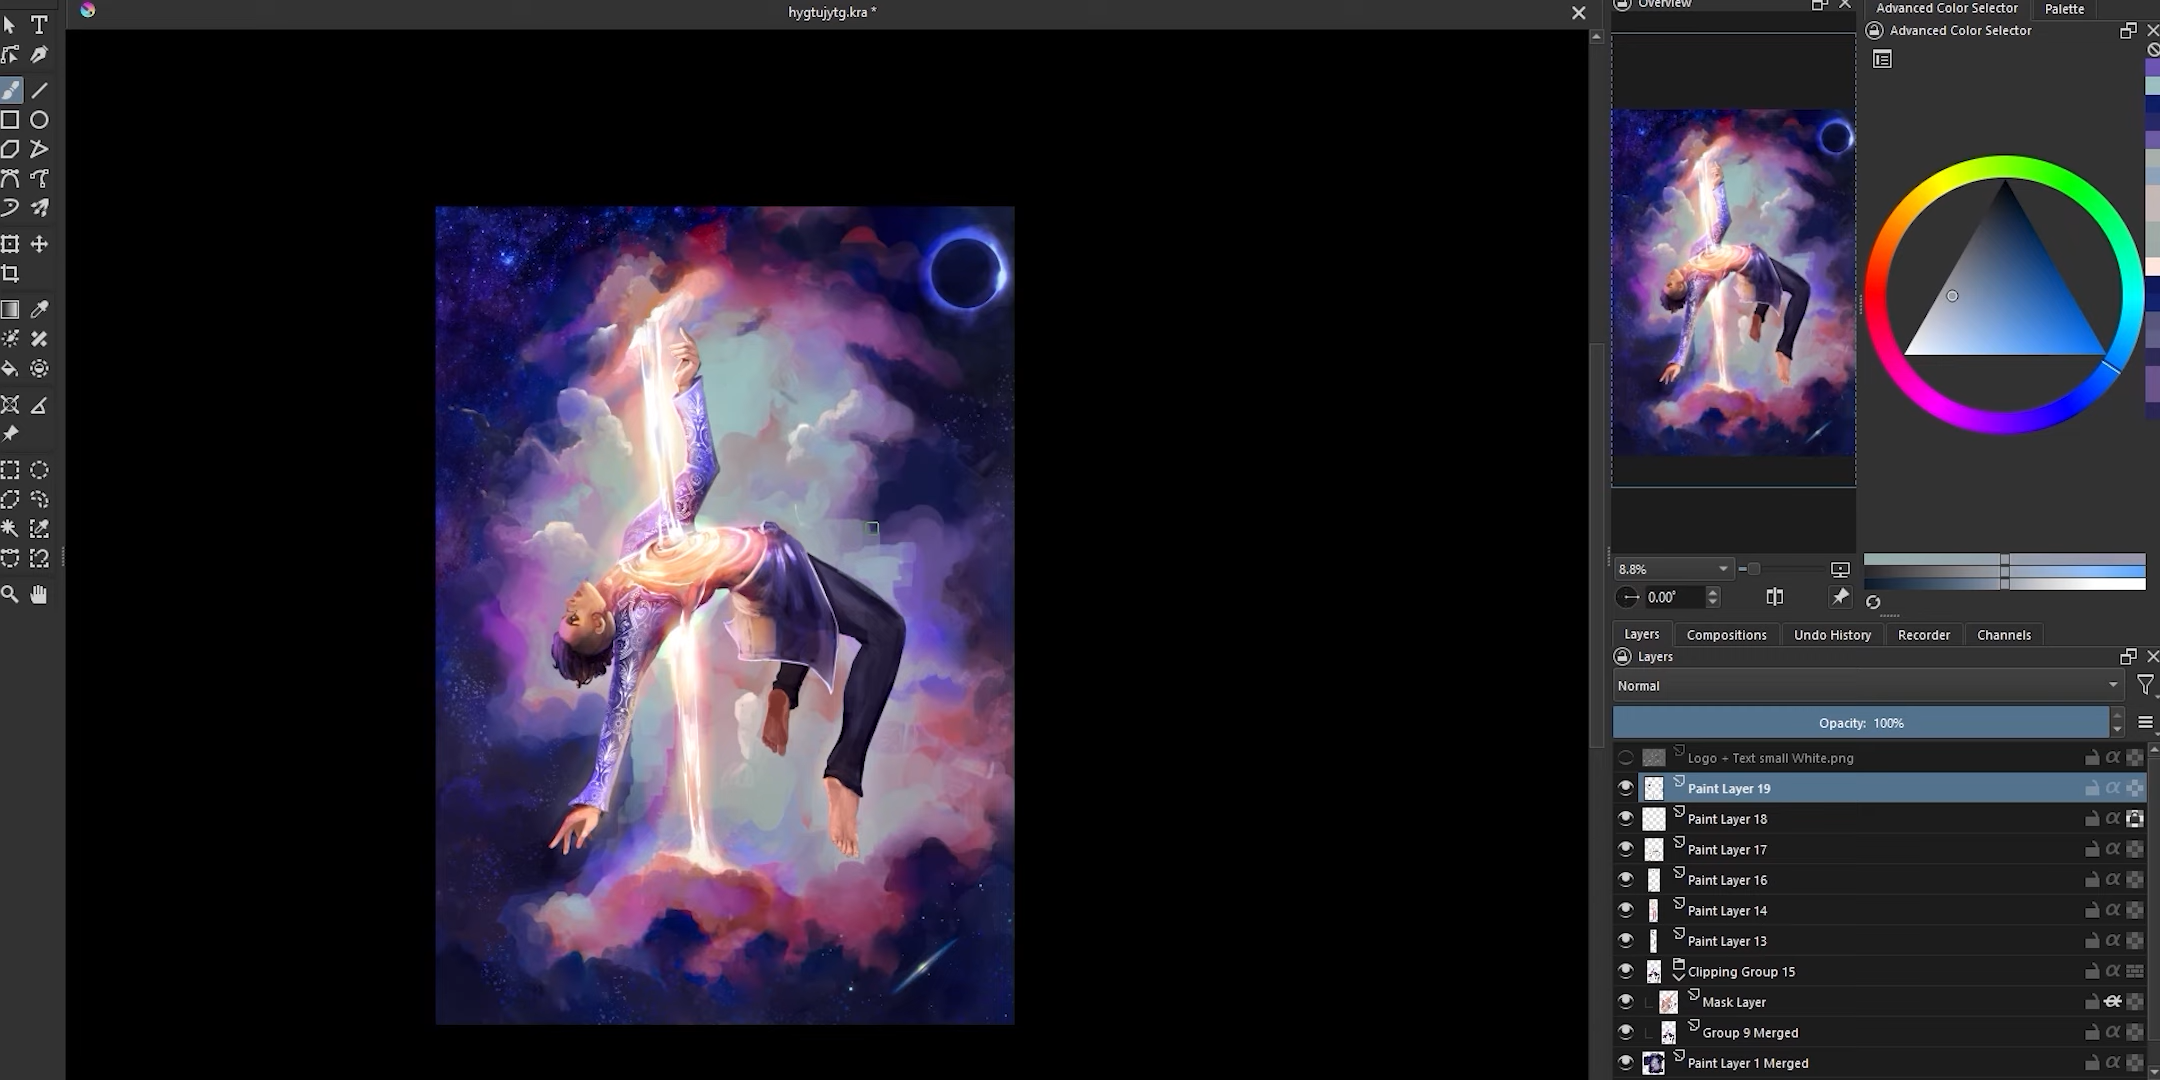 hygtujytg.kra *
Overview
Advanced Color Selector
Palette
Advanced Color Selector
8.8%
0.00°
Layers
Compositions
Undo History
Recorder
Channels
Layers
Normal
Opacity: 100%
Logo + Text small White.png
Paint Layer 19
Paint Layer 18
Paint Layer 17
Paint Layer 16
Paint Layer 14
Paint Layer 13
Clipping Group 15
Mask Layer
Group 9 Merged
Paint Layer 1 Merged